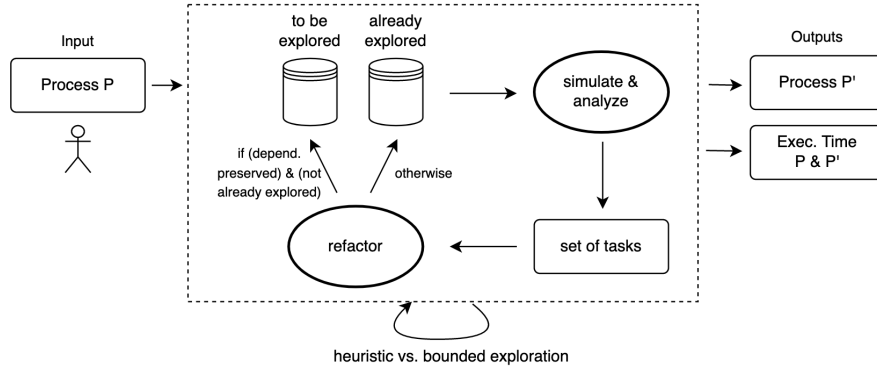 Input
Process P
to be
explored
already
explored
simulate &
analyze
Outputs
Process P'
Exec. Time
P & P'
if (depend.
preserved) & (not
already explored)
otherwise
refactor
set of tasks
heuristic vs. bounded exploration